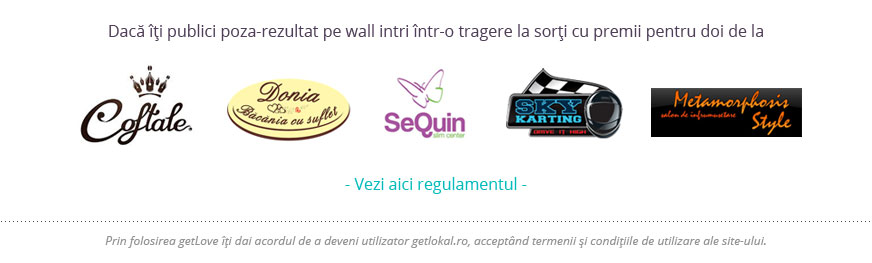 Dacă îţi publici poza-rezultat pe wall intri într-o tragere la sorţi cu premii pentru doi de la
Coftale.
Donia
Băcănia cu suflet
SeQuin
slim center
SKY
KARTING
DRIVE IT HIGH
Metamorphosis
salon de infrumusetare
Style
- Vezi aici regulamentul -
Prin folosirea getLove îţi dai acordul de a deveni utilizator getlokal.ro, acceptând termenii şi condiţiile de utilizare ale site-ului.